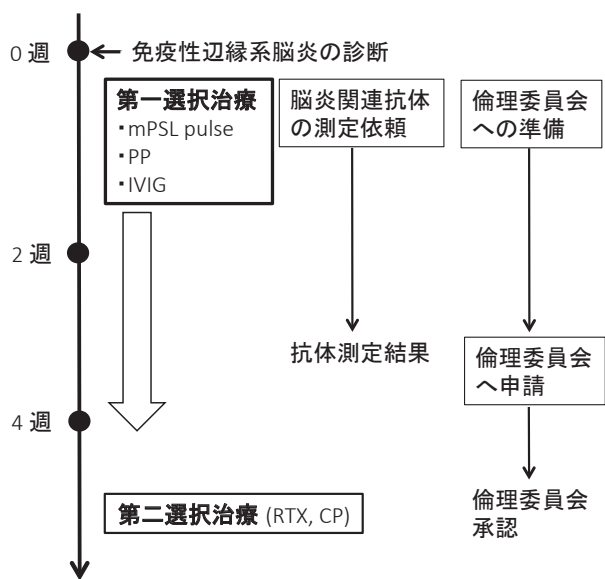 0 週
免疫性辺縁系脳炎の診断
第一選択治療
・mPSL pulse
・PP
・IVIG
脳炎関連抗体
の測定依頼
倫理委員会
への準備
2 週
抗体測定結果
倫理委員会
へ申請
4 週
第二選択治療 (RTX, CP)
倫理委員会
承認